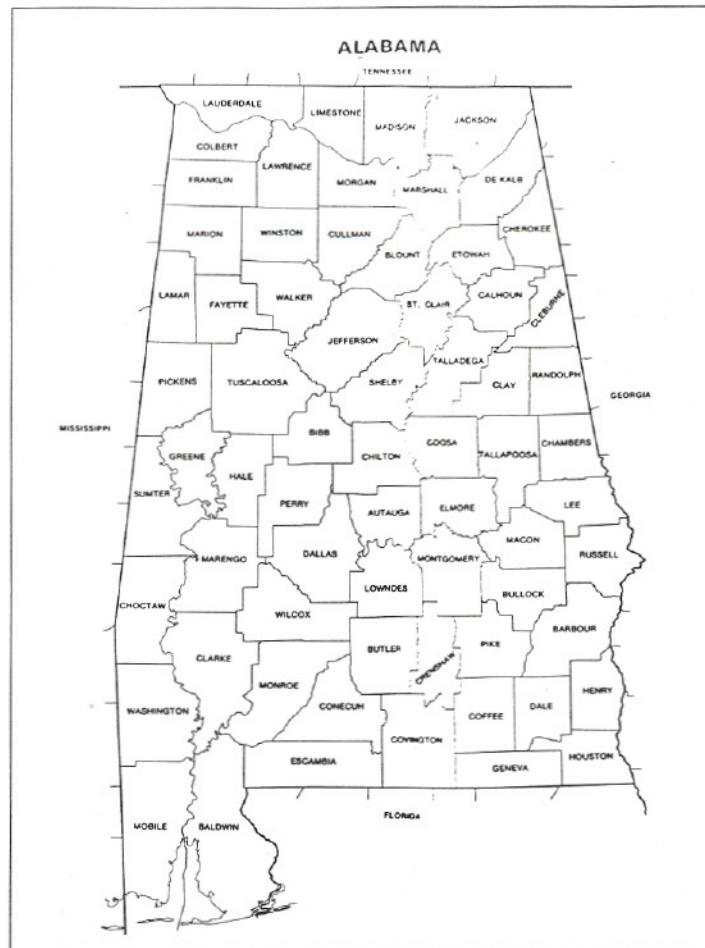 ALABAMA
TENNESSEE
LAUDERDALE
LIMESTONE
MADISON
JACKSON
COLBERT
LAWRENCE
FRANKLIN
MORGAN
MARSHALL
DE KALB
MARION
WINSTON
CULLMAN
CHEROKEE
BLOUNT
ETOWAH
LAMAR
FAYETTE
WALKER
ST. CLAIR
CALHOUN
CLEBURNE
JEFFERSON
TALLADEGA
PICKENS
TUSCALOOSA
SHELBY
CLAY
RANDOLPH
GEORGIA
MISSISSIPPI
BIBB
COOSA
CHAMBERS
GREENE
HALE
CHILTON
TALLAPOOSA
SUMTER
PERRY
AUTAUGA
ELMORE
LEE
MARENGO
DALLAS
MONTGOMERY
MACON
RUSSELL
LOWNDES
BULLOCK
CHOCTAW
WILCOX
BARBOUR
CLARKE
BUTLER
CRENSHAW
PIKE
MONROE
HENRY
WASHINGTON
CONECUH
COFFEE
DALE
COVINGTON
ESCAMBIA
GENEVA
HOUSTON
FLORIDA
MOBILE
BALDWIN